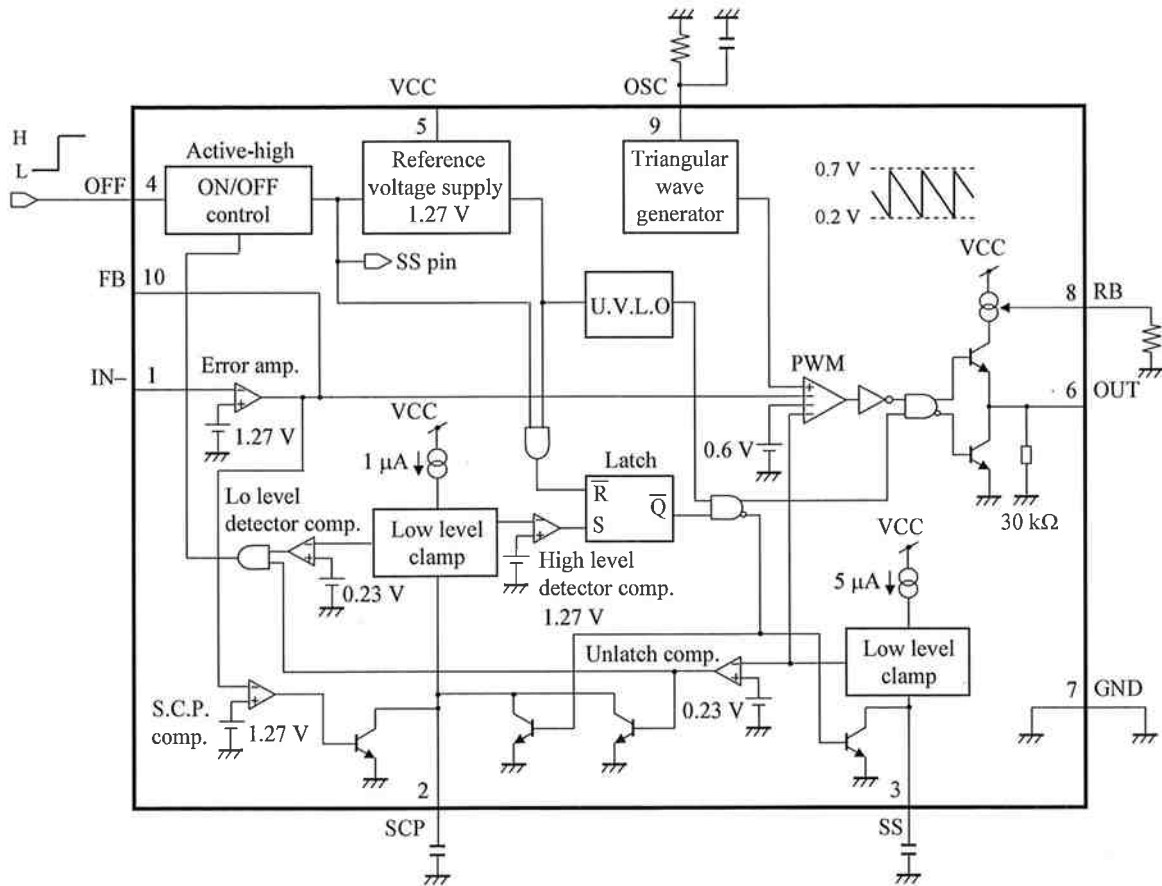 VCC
OSC
5
9
H
L
OFF
4
Active-high
ON/OFF
control
Reference
voltage supply
1.27 V
Triangular
wave
generator
0.7 V
0.2 V
SS pin
FB
10
U.V.L.O
VCC
8
RB
IN−
1
Error amp.
1.27 V
PWM
6
OUT
VCC
1 μA
0.6 V
Latch
R
S
Q
30 kΩ
Lo level
detector comp.
Low level
clamp
0.23 V
High level
detector comp.
1.27 V
VCC
5 μA
Low level
clamp
Unlatch comp.
0.23 V
7
GND
S.C.P.
comp.
1.27 V
2
3
SCP
SS